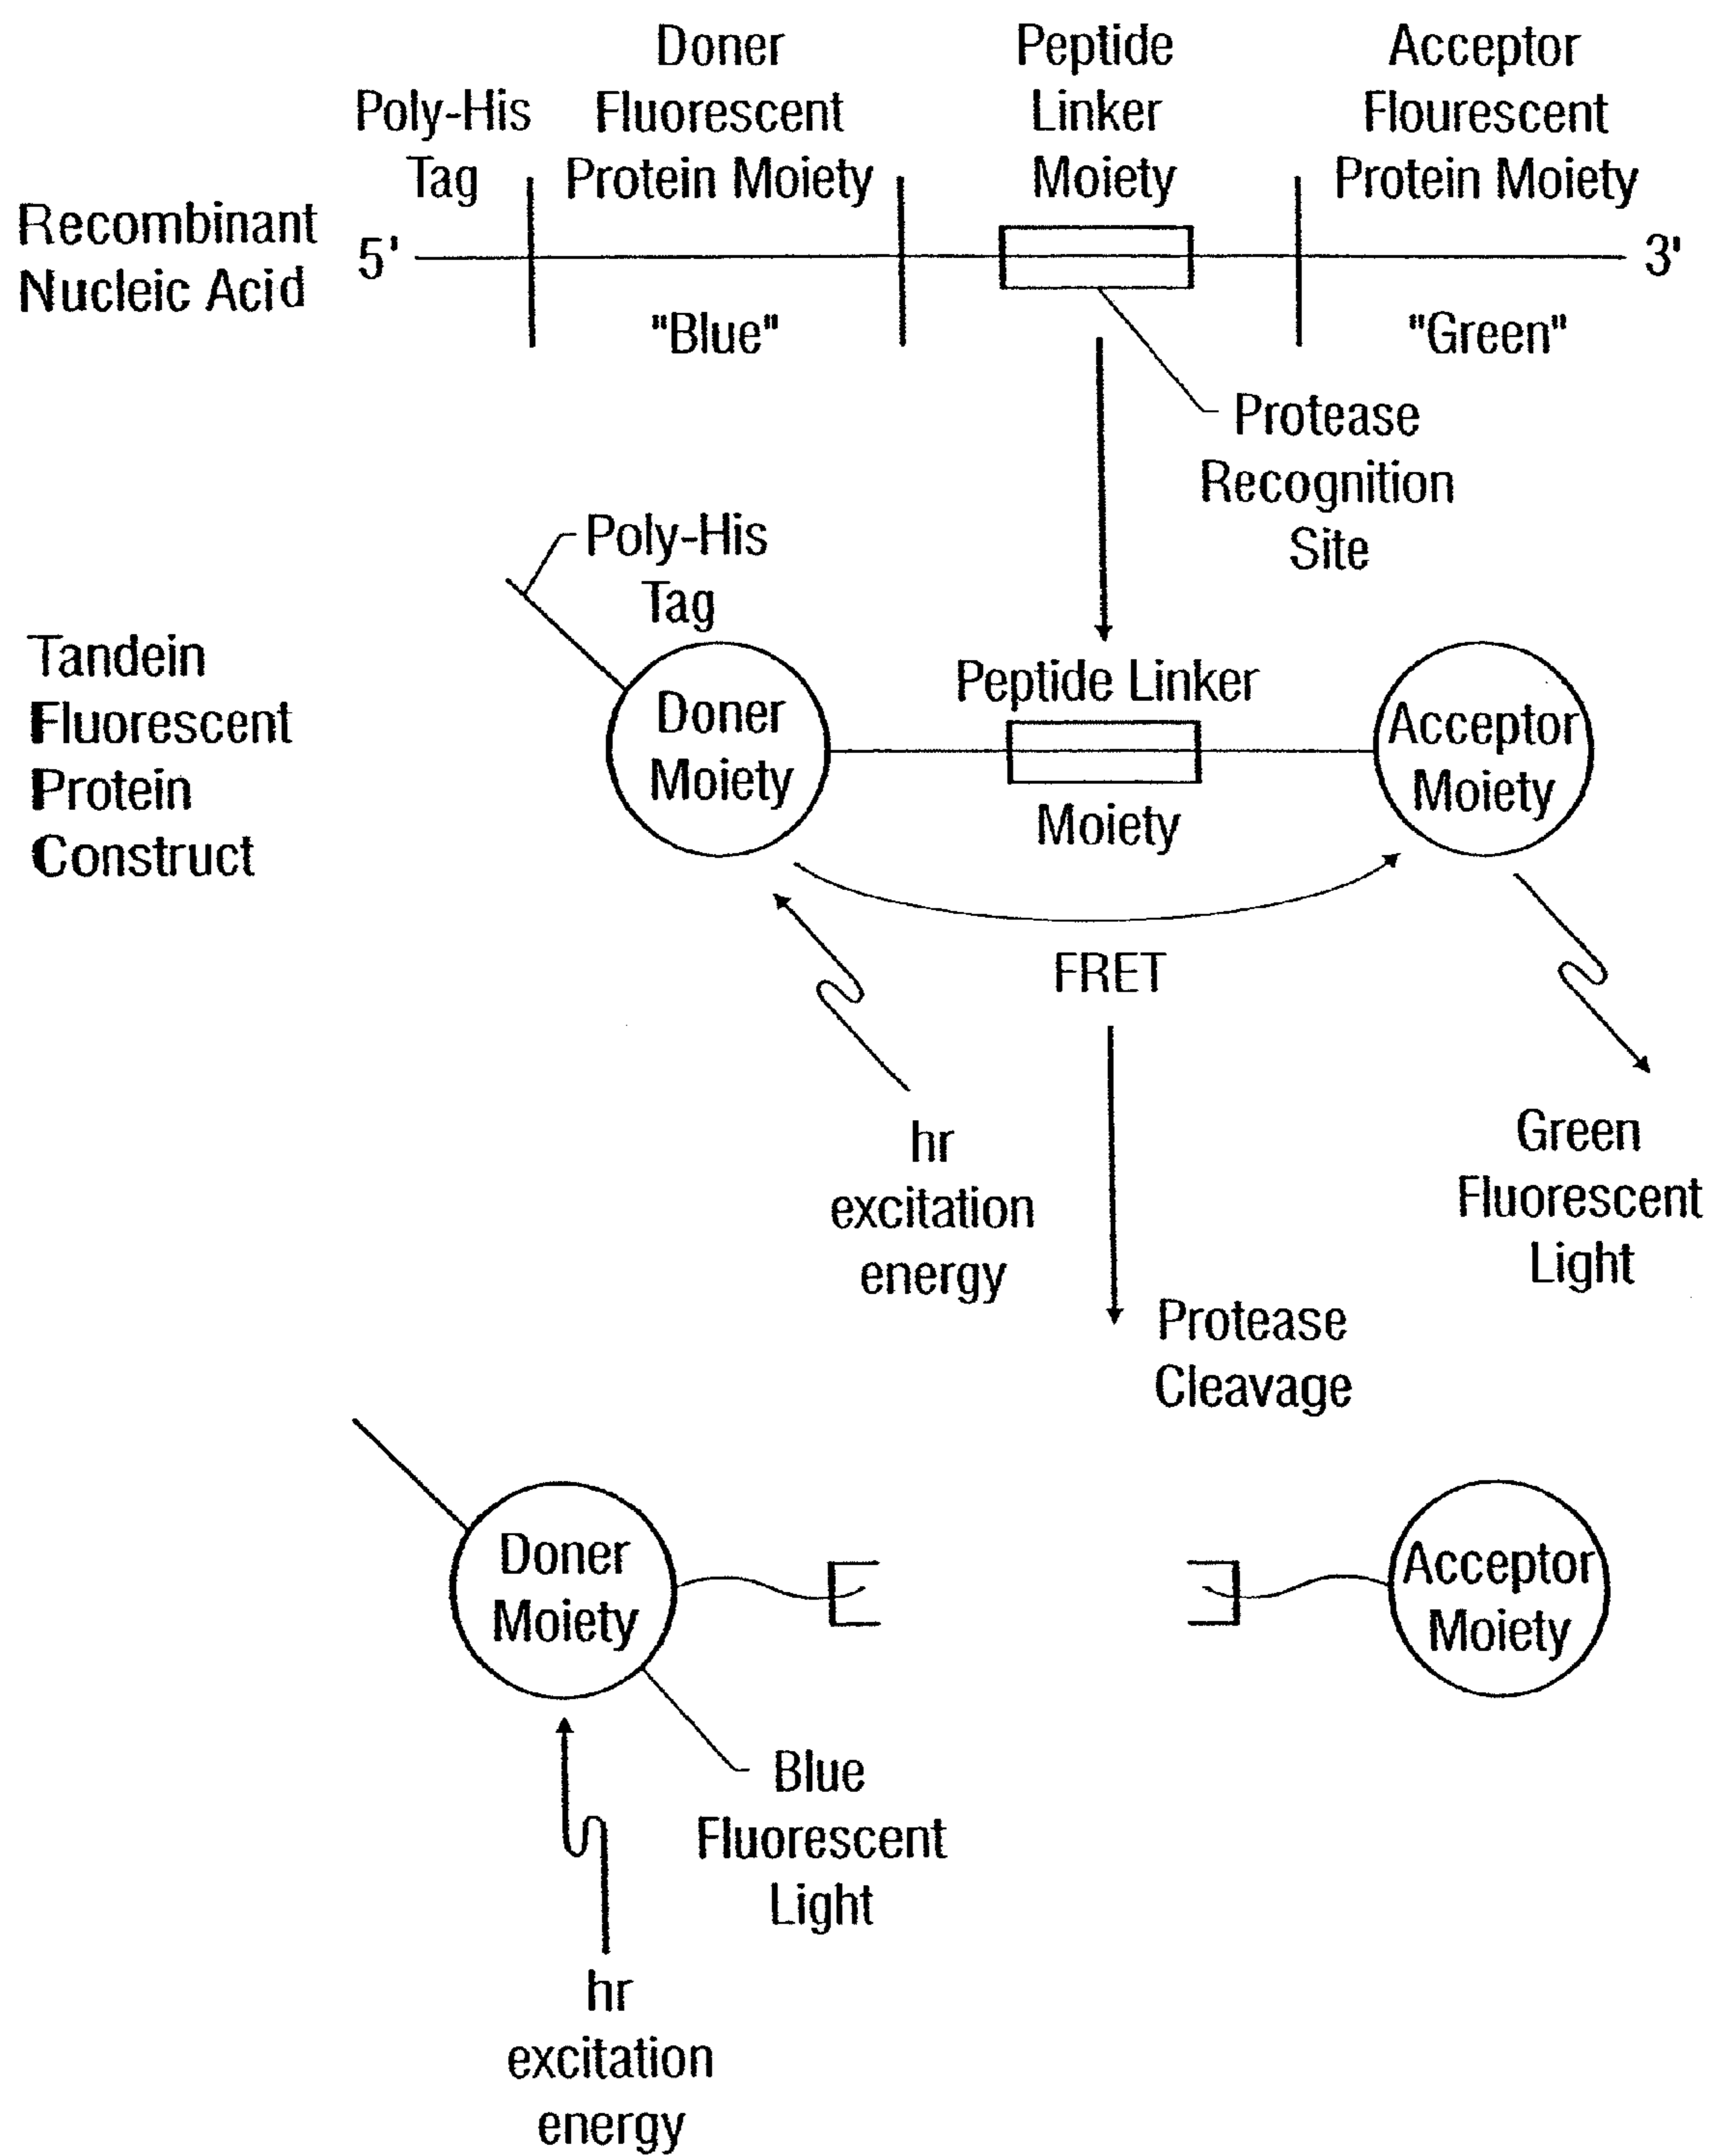 Doner
Fluorescent
Protein Moiety
Peptide
Linker
Moiety
Acceptor
Flourescent
Protein Moiety
Poly-His
Tag
Recombinant
Nucleic Acid
5'
3'
"Blue"
"Green"
Protease
Recognition
Site
Poly-His
Tag
Tandein
Fluorescent
Protein
Construct
Doner
Moiety
Peptide Linker
Moiety
Acceptor
Moiety
FRET
hr
excitation
energy
Green
Fluorescent
Light
Protease
Cleavage
Doner
Moiety
Acceptor
Moiety
Blue
Fluorescent
Light
hr
excitation
energy